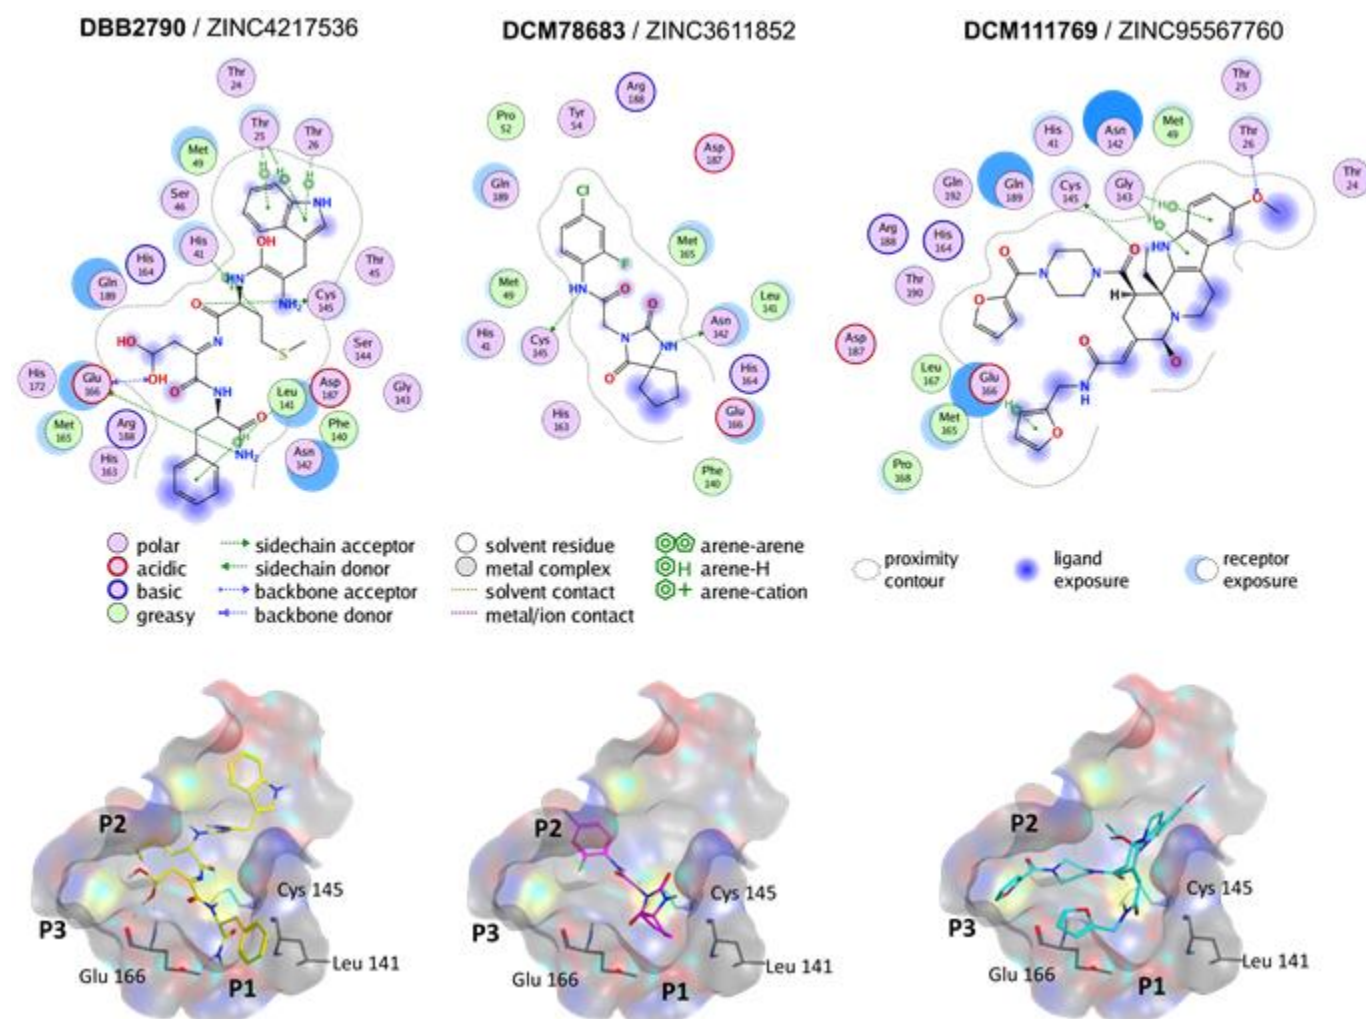 DBB2790 / ZINC4217536
DCM78683 / ZINC3611852
DCM111769 / ZINC95567760
Thr 24
Thr 25
Thr 26
Met 49
Ser 46
His 41
His 164
Gln 189
Thr 45
Cys 145
Ser 144
His 172
Glu 166
Leu 141
Asp 187
Gly 143
Met 165
Arg 188
Phe 140
His 163
Asn 142
H
H
H
NH
OH
HN
NH₂
O
N
S
HO
OH
O
NH
O
H
NH₂
Arg 188
Pro 52
Tyr 54
Asp 187
Gln 189
Cl
F
Met 165
Met 49
HN
O
O
Leu 141
Asn 142
His 41
Cys 145
N
NH
O
His 164
His 163
Glu 166
Phe 140
Thr 25
His 41
Asn 142
Met 49
Thr 26
Thr 24
Gln 192
Gln 189
Cys 145
Gly 143
H
H
O
Arg 188
His 164
NH
O
O
N
N
Thr 190
O
H
N
Asp 187
O
O
Leu 167
Glu 166
N
H
H
Met 165
O
Pro 168
polar
sidechain acceptor
solvent residue
arene-arene
acidic
sidechain donor
metal complex
H arene-H
basic
backbone acceptor
solvent contact
+ arene-cation
greasy
backbone donor
metal/ion contact
proximity
contour
ligand
exposure
receptor
exposure
P2
Cys 145
P3
Glu 166
Leu 141
P1
P2
Cys 145
P3
Glu 166
Leu 141
P1
P2
Cys 145
P3
Glu 166
Leu 141
P1